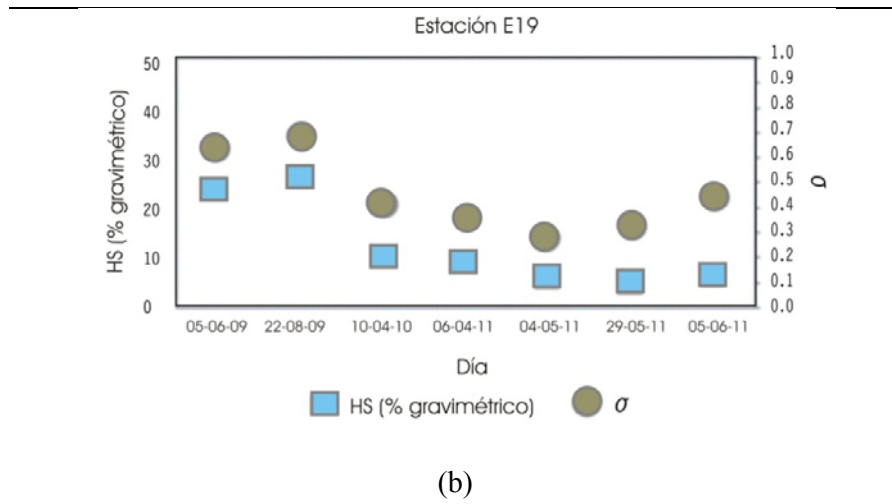 Estación E19
HS (% gravimétrico)
50
40
30
20
10
0
1.0
0.9
0.8
0.7
0.6
0.5
0.4
0.3
0.2
0.1
0.0
σ
05-06-09 22-08-09 10-04-10 06-04-11 04-05-11 29-05-11 05-06-11
Día
HS (% gravimétrico) σ
(b)